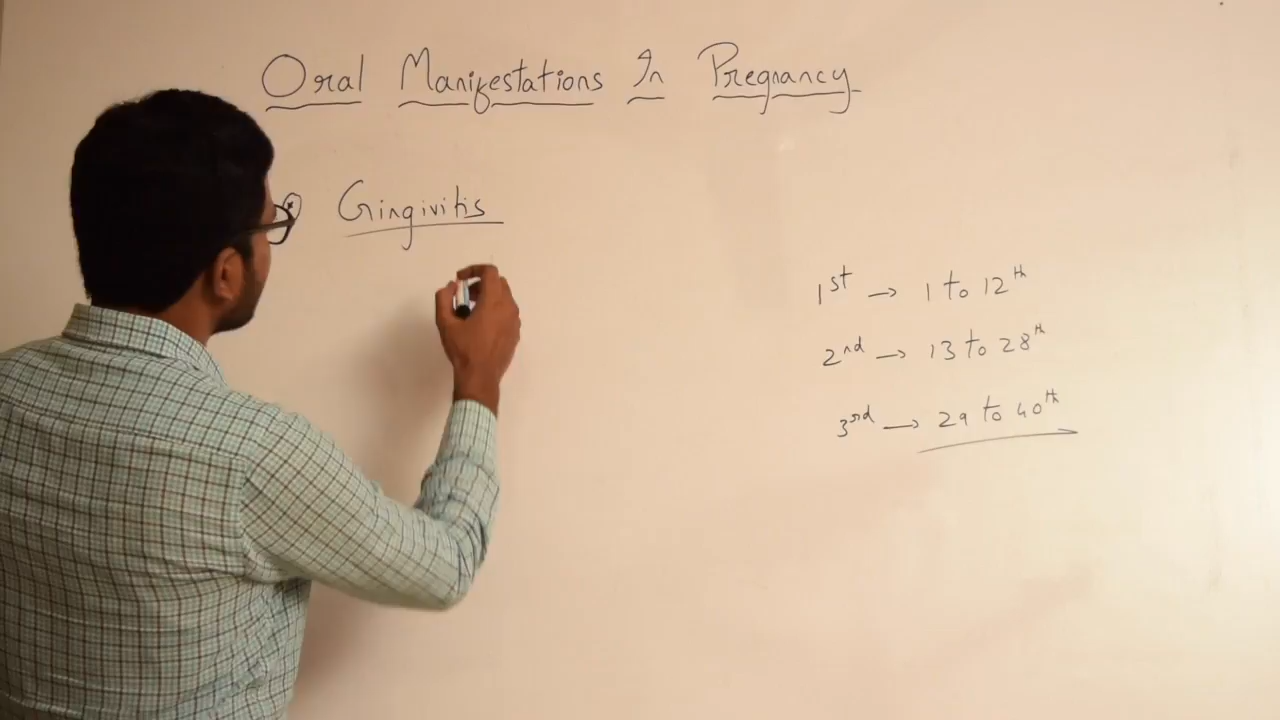 Oral Manifestations In Pregnancy
Gingivitis
1st → 1 to 12th
2nd → 13 to 28th
3rd → 29 to 40th